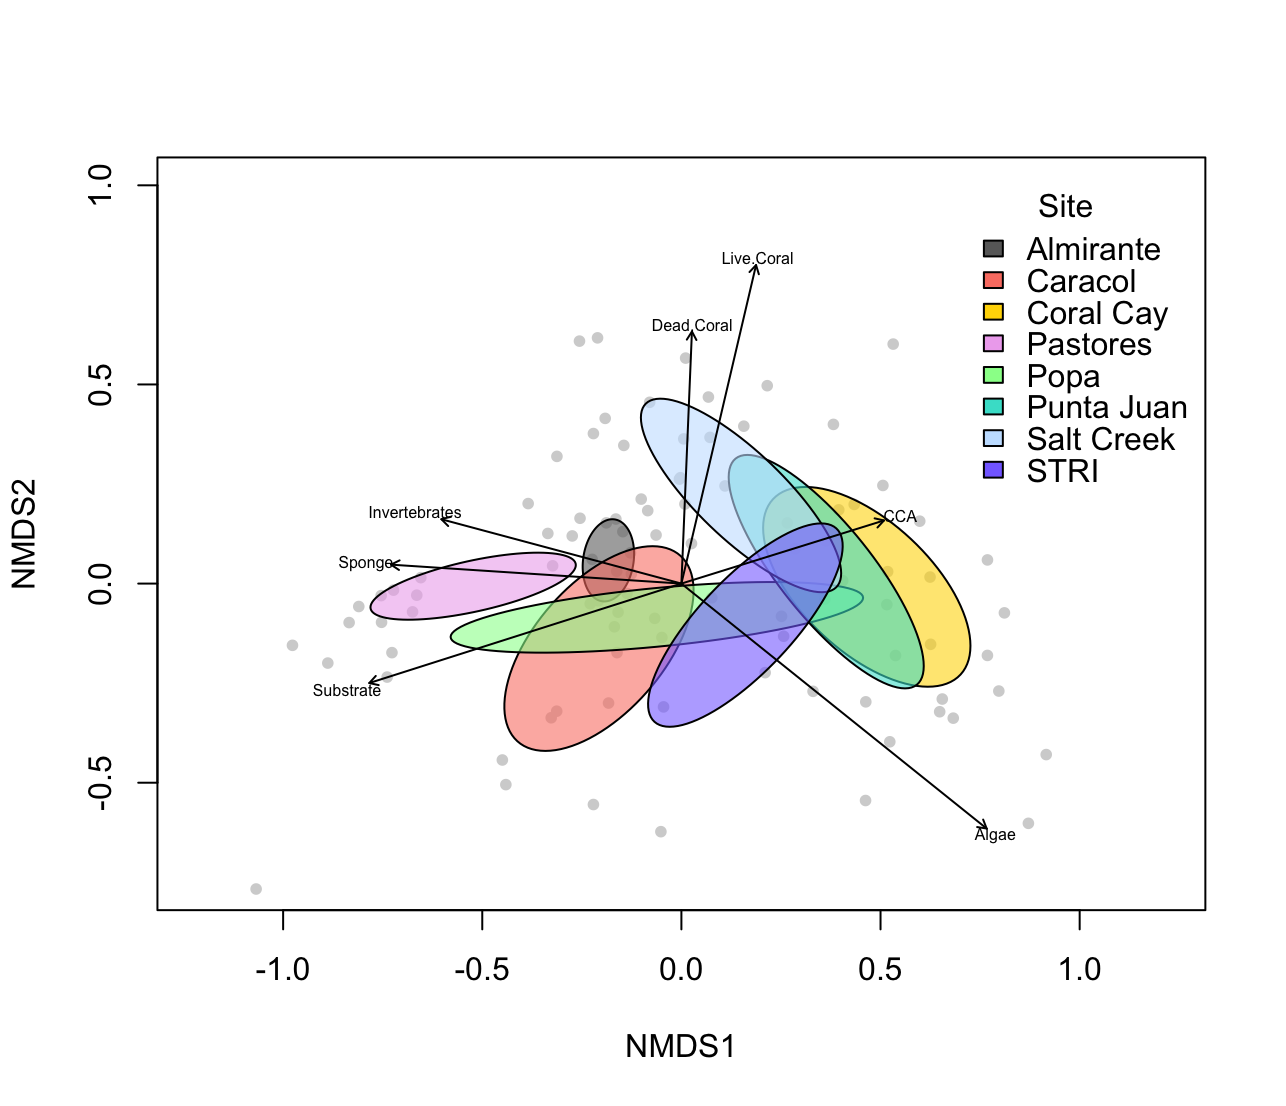 Site
Almirante
Caracol
Coral Cay
Pastores
Popa
Punta Juan
Salt Creek
STRI
Live.Coral
Dead.Coral
Invertebrates
CCA
Sponge
Substrate
Algae
1.0
0.5
0.0
-0.5
NMDS2
-1.0 -0.5 0.0 0.5 1.0
NMDS1